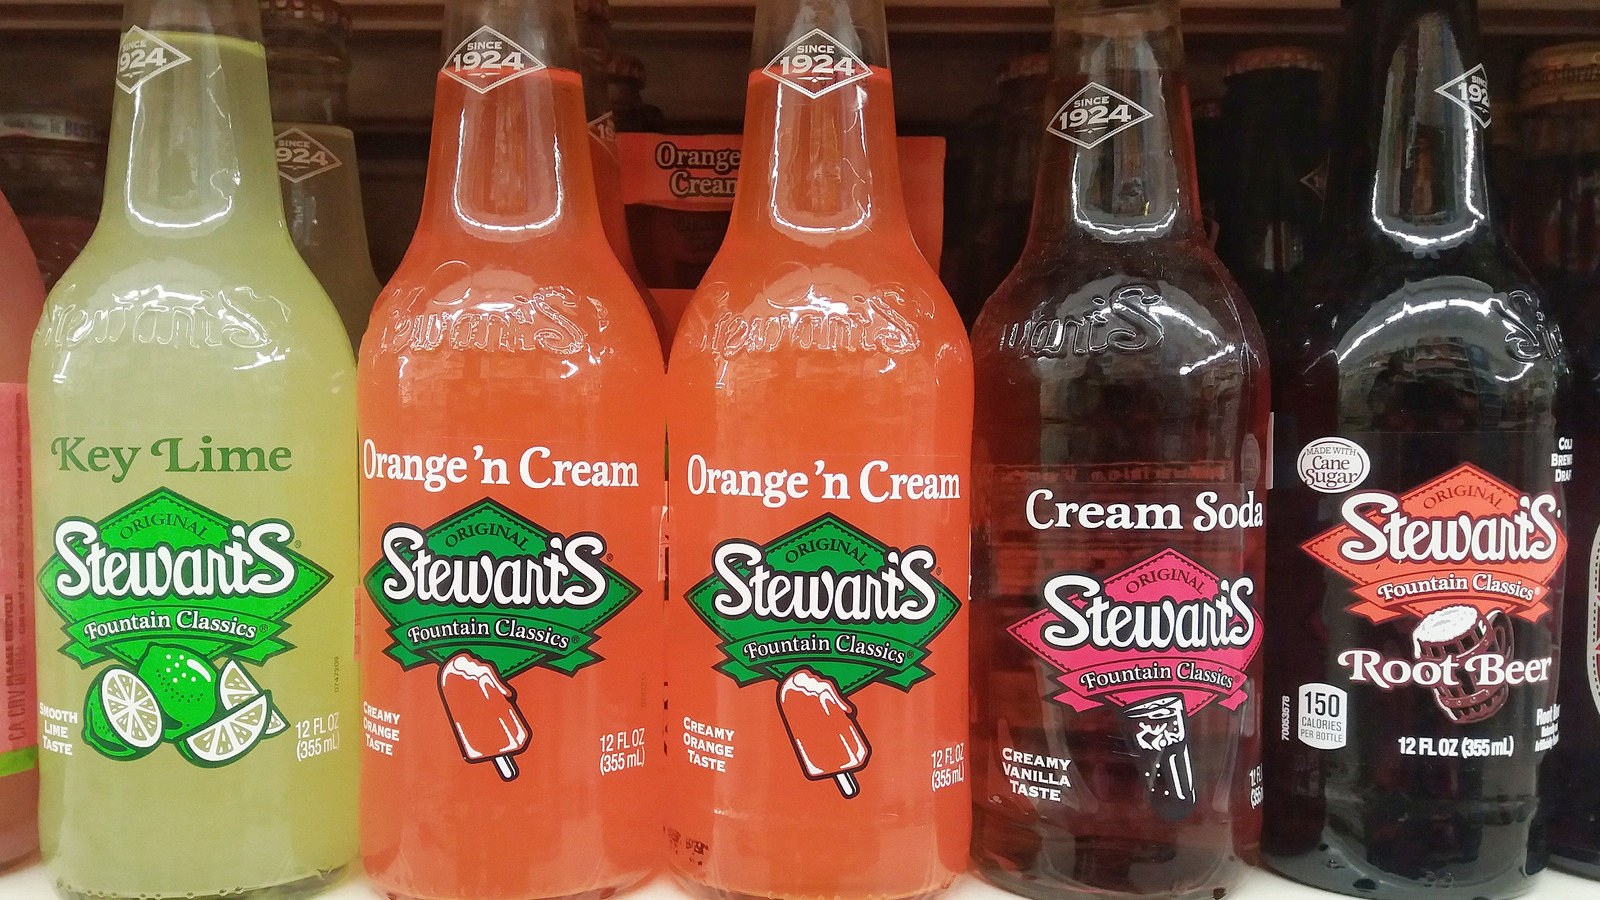 SINCE
1924
Key Lime
ORIGINAL
Stewart's®
Fountain Classics®
SMOOTH
LIME
TASTE
12 FL OZ
(355 mL)
SINCE
1924
SINCE
1924
Orange 'n Cream
ORIGINAL
Stewart's®
Fountain Classics®
CREAMY
ORANGE
TASTE
12 FL OZ
(355 mL)
Orange
Cream
SINCE
1924
Orange 'n Cream
ORIGINAL
Stewart's®
Fountain Classics®
CREAMY
ORANGE
TASTE
12 FL OZ
(355 mL)
SINCE
1924
Cream Soda
ORIGINAL
Stewart's
Fountain Classics®
CREAMY
VANILLA
TASTE
MADE WITH
Cane
Sugar
ORIGINAL
Stewart's®
Fountain Classics®
Root Beer
150
CALORIES
PER BOTTLE
12 FL OZ (355 mL)